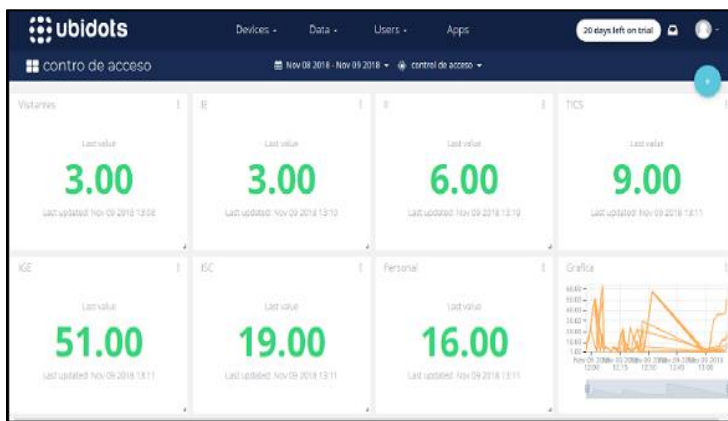 ubidots
Devices Data Users Apps 20 days left on trial
contro de acceso Nov 08 2018 - Nov 09 2018 control de acceso
Visitantes
Last value
3.00
Last updated: Nov 09 2018 13:08
Last value
3.00
Last updated: Nov 09 2018 13:10
Last value
6.00
Last updated: Nov 09 2018 13:10
TICS
Last value
9.00
Last updated: Nov 09 2018 13:11
IGE
Last value
51.00
Last updated: Nov 09 2018 13:11
ISC
Last value
19.00
Last updated: Nov 09 2018 13:11
Personal
Last value
16.00
Last updated: Nov 09 2018 13:11
Grafica